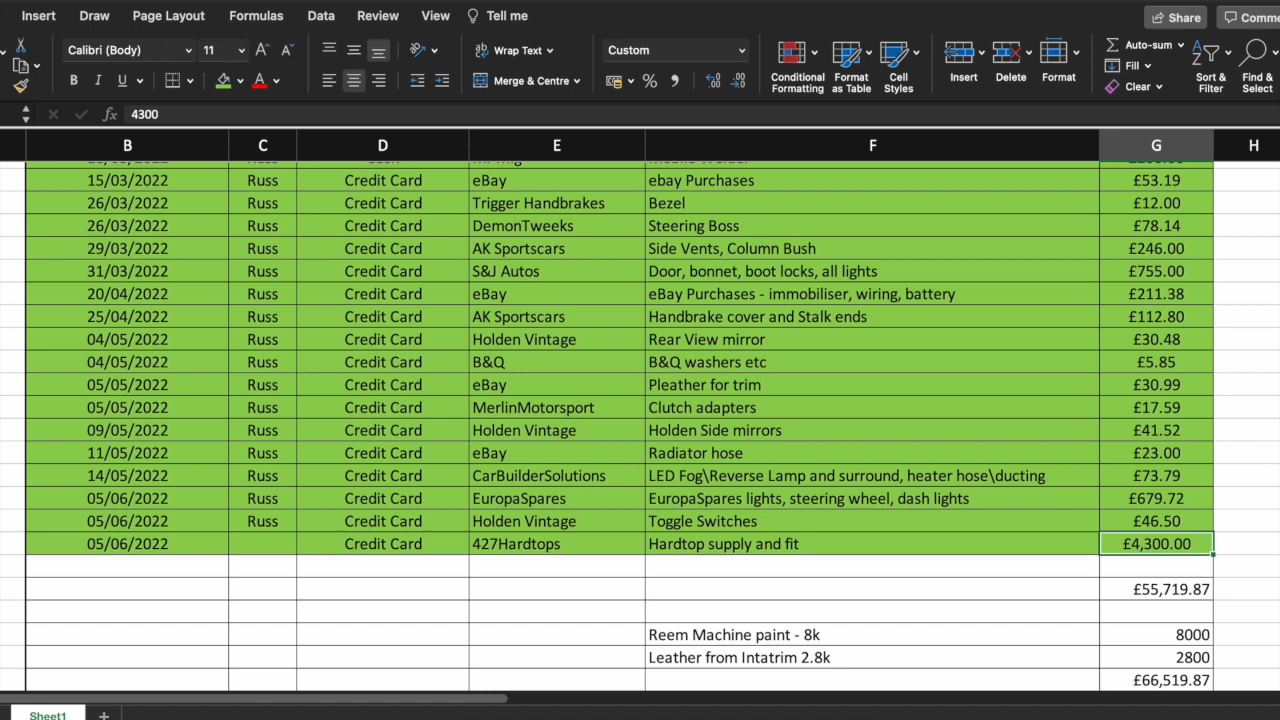 Insert Draw Page Layout Formulas Data Review View Tell me Share Comme
Calibri (Body) 11 Wrap Text Custom Auto-sum
Merge & Centre Conditional Formatting Format as Table Cell Styles Insert Delete Format Fill Clear Sort & Filter Find & Select
fx 4300
B C D E F G H
15/03/2022 Russ Credit Card eBay ebay Purchases £53.19
26/03/2022 Russ Credit Card Trigger Handbrakes Bezel £12.00
26/03/2022 Russ Credit Card DemonTweeks Steering Boss £78.14
29/03/2022 Russ Credit Card AK Sportscars Side Vents, Column Bush £246.00
31/03/2022 Russ Credit Card S&J Autos Door, bonnet, boot locks, all lights £755.00
20/04/2022 Russ Credit Card eBay eBay Purchases - immobiliser, wiring, battery £211.38
25/04/2022 Russ Credit Card AK Sportscars Handbrake cover and Stalk ends £112.80
04/05/2022 Russ Credit Card Holden Vintage Rear View mirror £30.48
04/05/2022 Russ Credit Card B&Q B&Q washers etc £5.85
05/05/2022 Russ Credit Card eBay Pleather for trim £30.99
05/05/2022 Russ Credit Card MerlinMotorsport Clutch adapters £17.59
09/05/2022 Russ Credit Card Holden Vintage Holden Side mirrors £41.52
11/05/2022 Russ Credit Card eBay Radiator hose £23.00
14/05/2022 Russ Credit Card CarBuilderSolutions LED Fog\Reverse Lamp and surround, heater hose\ducting £73.79
05/06/2022 Russ Credit Card EuropaSpares EuropaSpares lights, steering wheel, dash lights £679.72
05/06/2022 Russ Credit Card Holden Vintage Toggle Switches £46.50
05/06/2022 Credit Card 427Hardtops Hardtop supply and fit £4,300.00
£55,719.87
Reem Machine paint - 8k 8000
Leather from Intatrim 2.8k 2800
£66,519.87
Sheet1 +